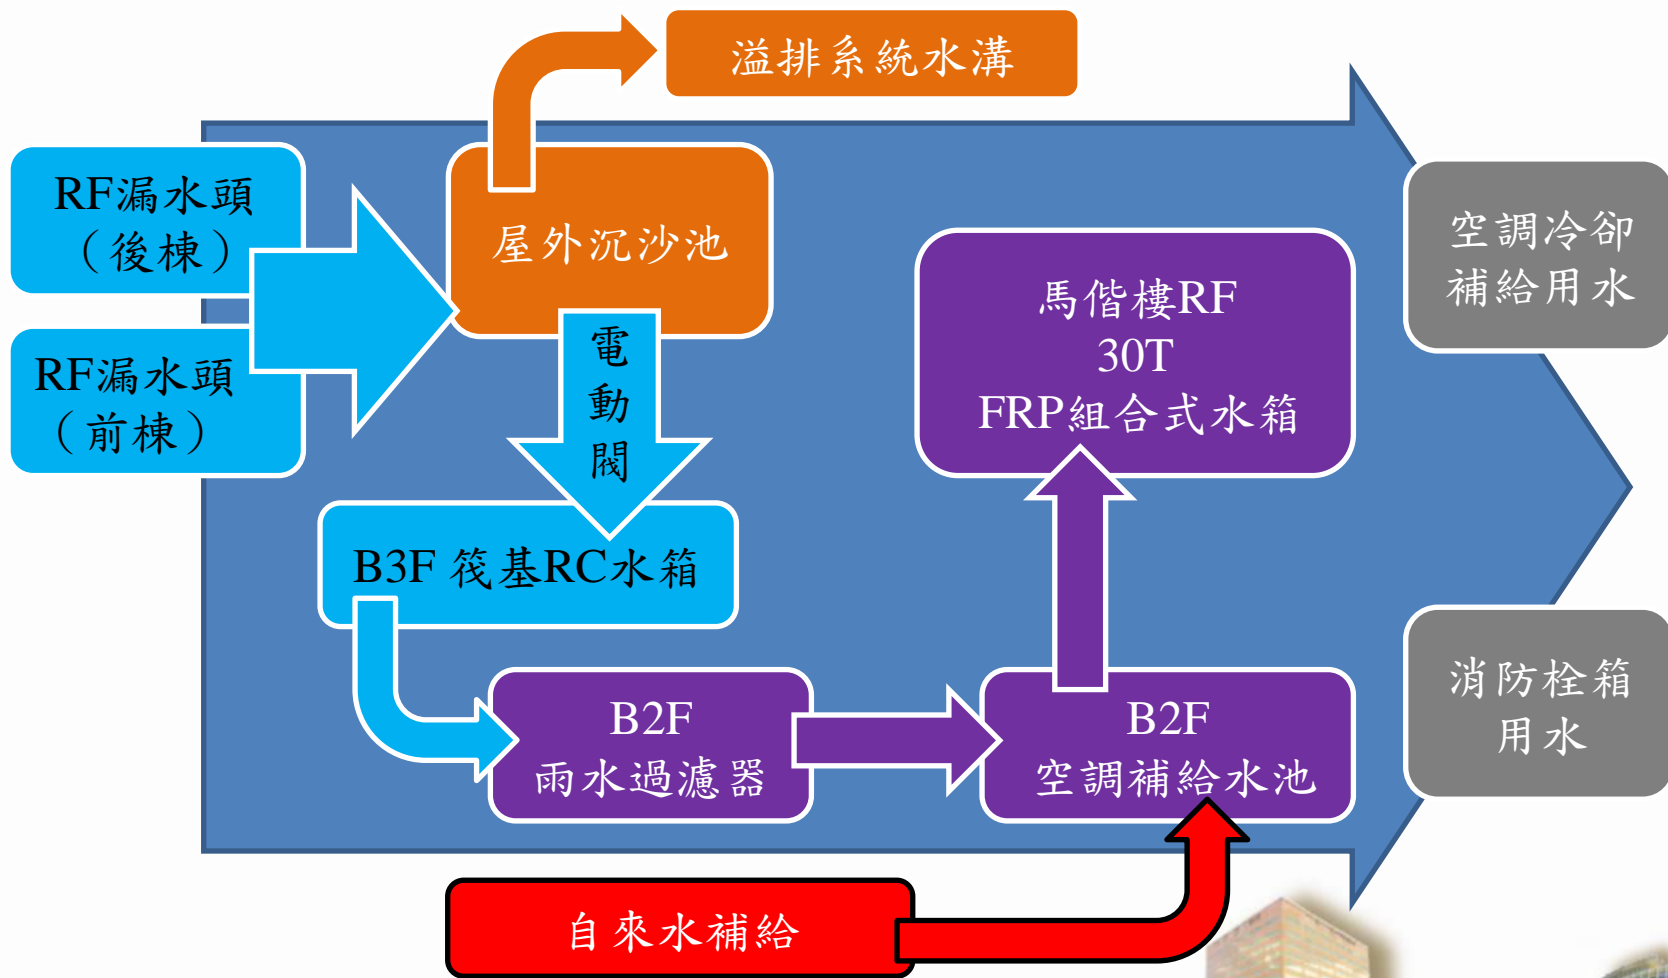 溢排系統水溝
RF漏水頭
（後棟）
屋外沉沙池
RF漏水頭
（前棟）
電
動
閥
B3F 筏基RC水箱
B2F
雨水過濾器
B2F
空調補給水池
馬偕樓RF
30T
FRP組合式水箱
自來水補給
空調冷卻
補給用水
消防栓箱
用水